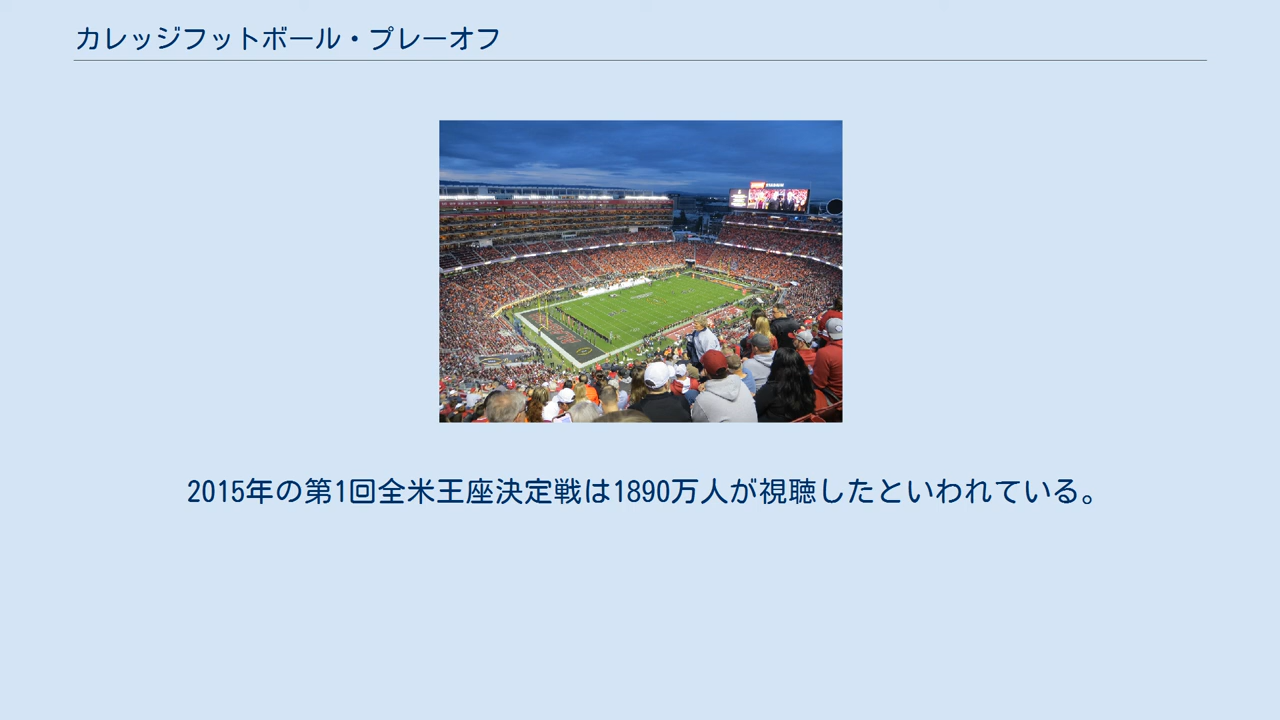 カレッジフットボール・プレーオフ
2015年の第1回全米王座決定戦は1890万人が視聴したといわれている。